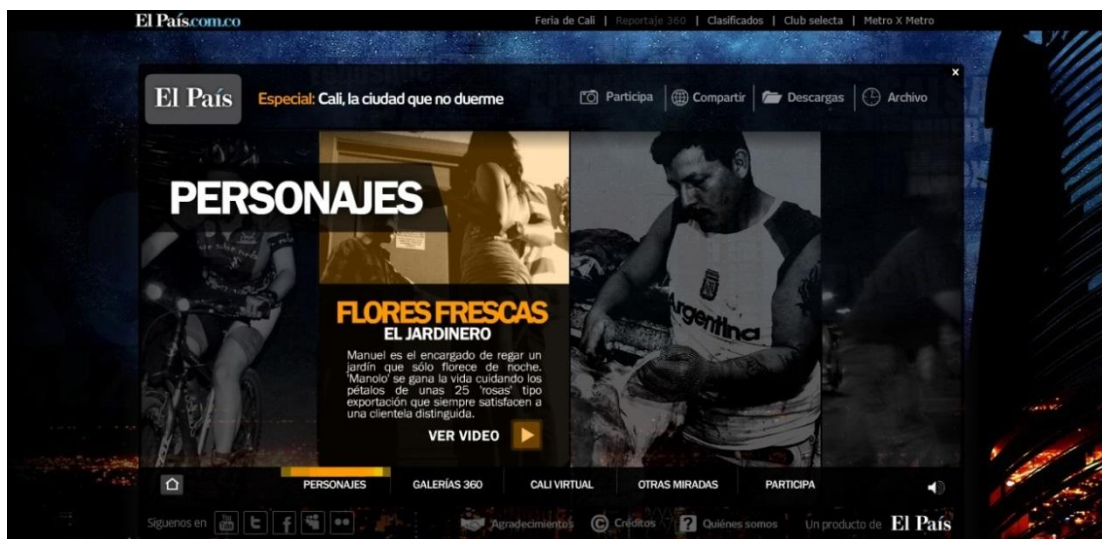 El País.com.co
Feria de Cali | Reportaje 360 | Clasificados | Club selecta | Metro X Metro
x
El País
Especial: Cali, la ciudad que no duerme
Participa | Compartir | Descargas | Archivo
PERSONAJES
Argentina
FLORES FRESCAS
EL JARDINERO
Manuel es el encargado de regar un
jardín que sólo florece de noche.
'Manolo' se gana la vida cuidando los
pétalos de unas 25 'rosas' tipo
exportación que siempre satisfacen a
una clientela distinguida.
VER VIDEO
PERSONAJES
GALERÍAS 360
CALI VIRTUAL
OTRAS MIRADAS
PARTICIPA
Siguenos en
Agradecimientos
Créditos
Quiénes somos
Un producto de El País